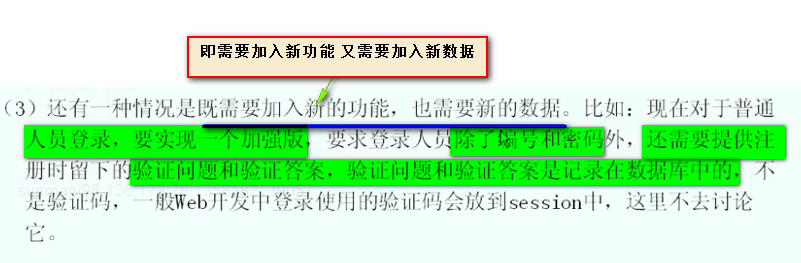 即需要加入新功能 又需要加入新数据
（3）还有一种情况是既需要加入新的功能，也需要新的数据。比如：现在对于普通
人员登录，要实现一个加强版，要求登录人员除了编号和密码外，还需要提供注
册时留下的验证问题和验证答案，验证问题和验证答案是记录在数据库中的，不
是验证码，一般Web开发中登录使用的验证码会放到session中，这里不去讨论
它。